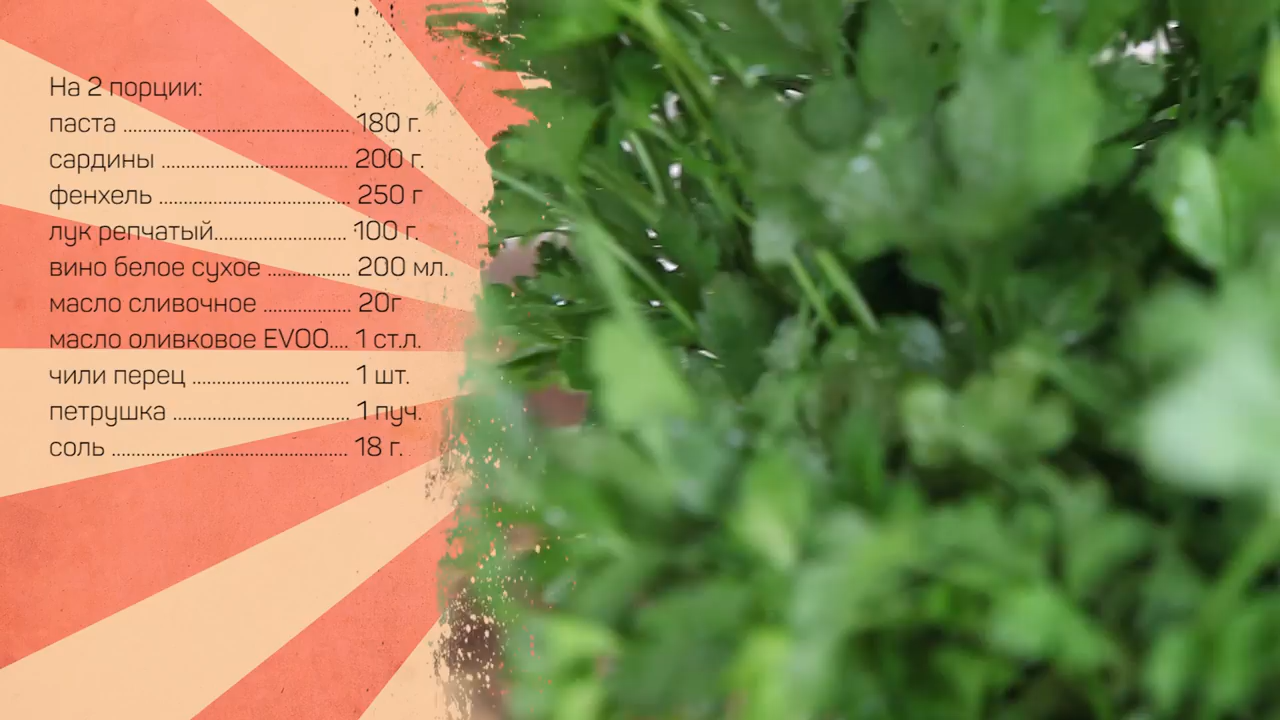 На 2 порции:
паста ........................................................ 180 г.
сардины .............................................. 200 г.
фенхель ............................................... 250 г
лук репчатый................................. 100 г.
вино белое сухое .................... 200 мл.
масло сливочное ...................... 20г
масло оливковое EVOO.... 1 ст.л.
чили перец ....................................... 1 шт.
петрушка ............................................ 1 пуч.
соль ........................................................... 18 г.